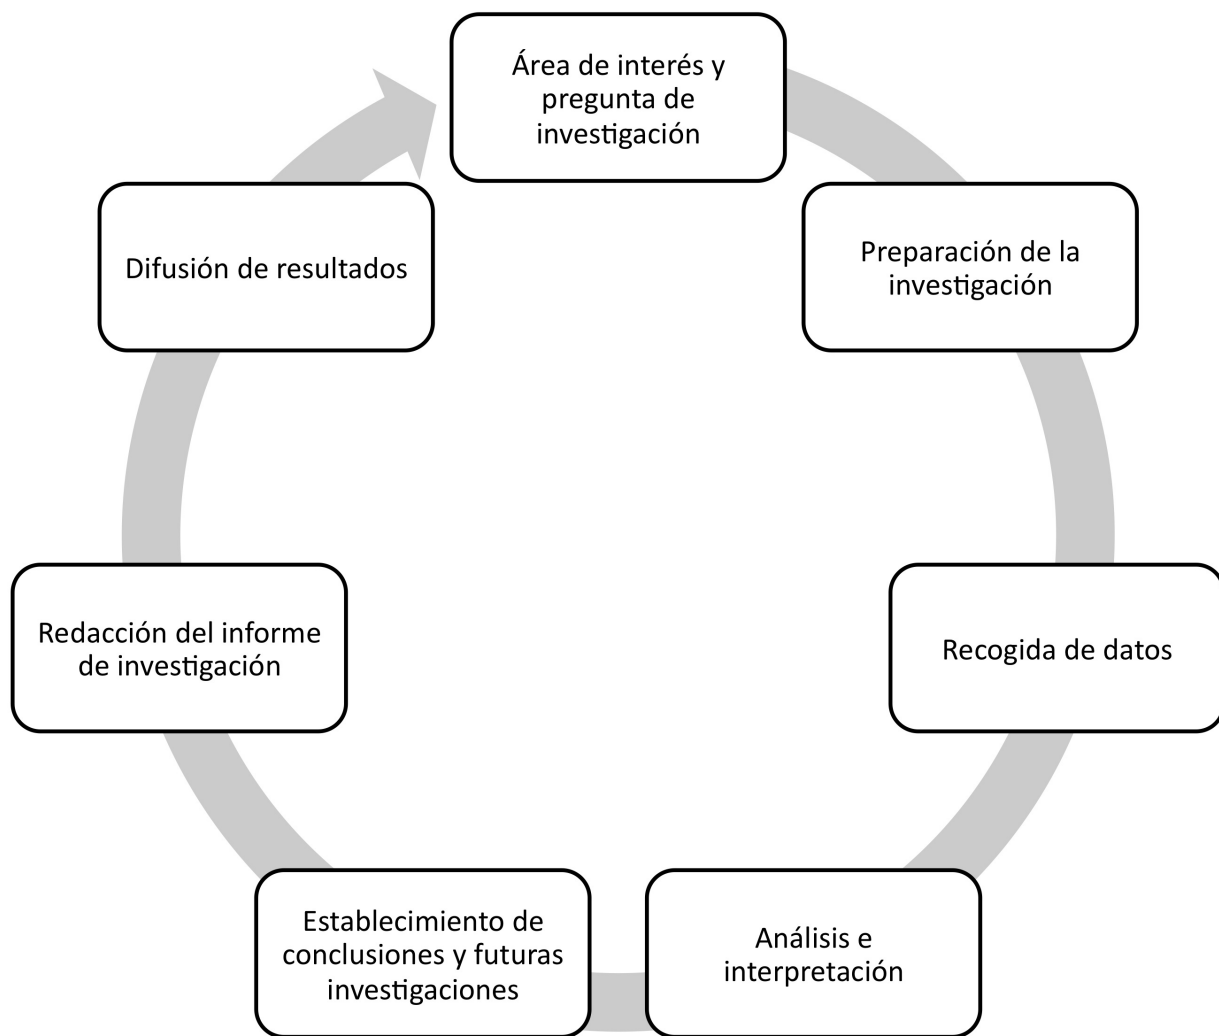 Área de interés y
pregunta de
investigación
Preparación de la
investigación
Recogida de datos
Análisis e
interpretación
Establecimiento de
conclusiones y futuras
investigaciones
Redacción del informe
de investigación
Difusión de resultados